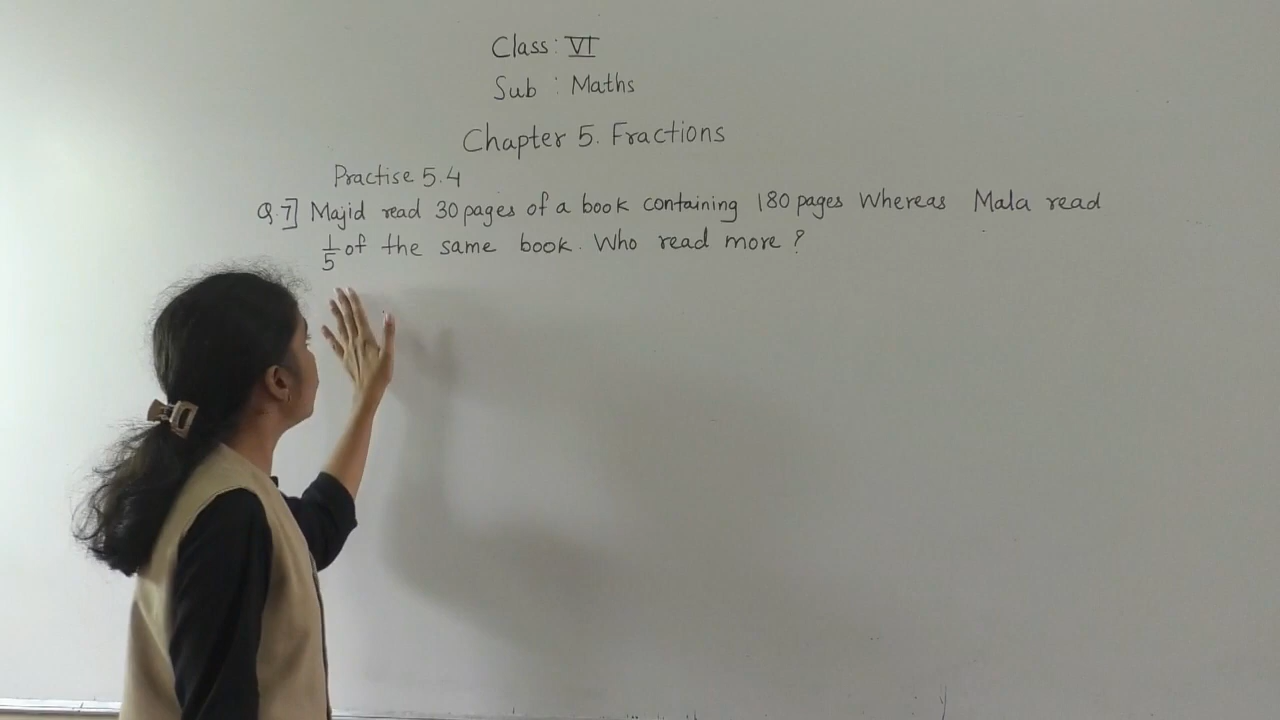 Class: VI
Sub : Maths
Chapter 5. Fractions
Practise 5.4
Q.7] Majid read 30 pages of a book containing 180 pages Whereas Mala read
1/5 of the same book. Who read more ?